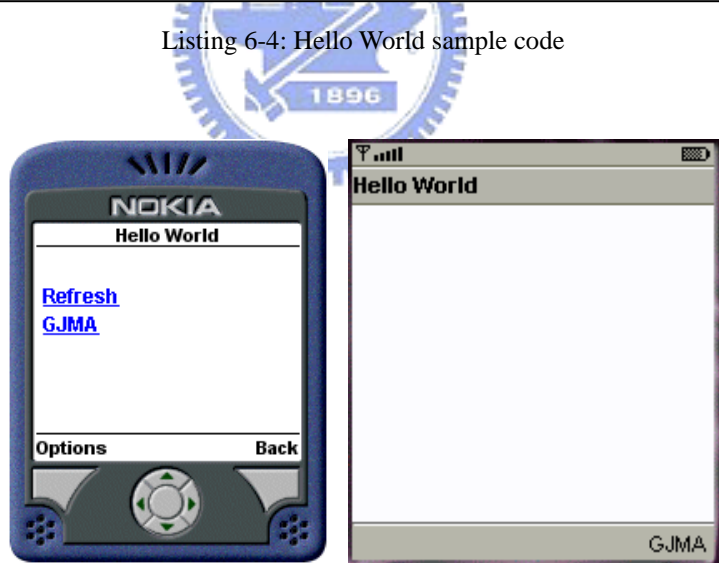 Listing 6-4: Hello World sample code
1896
NOKIA
Hello World
Refresh
GJMA
Options Back
Hello World
GJMA